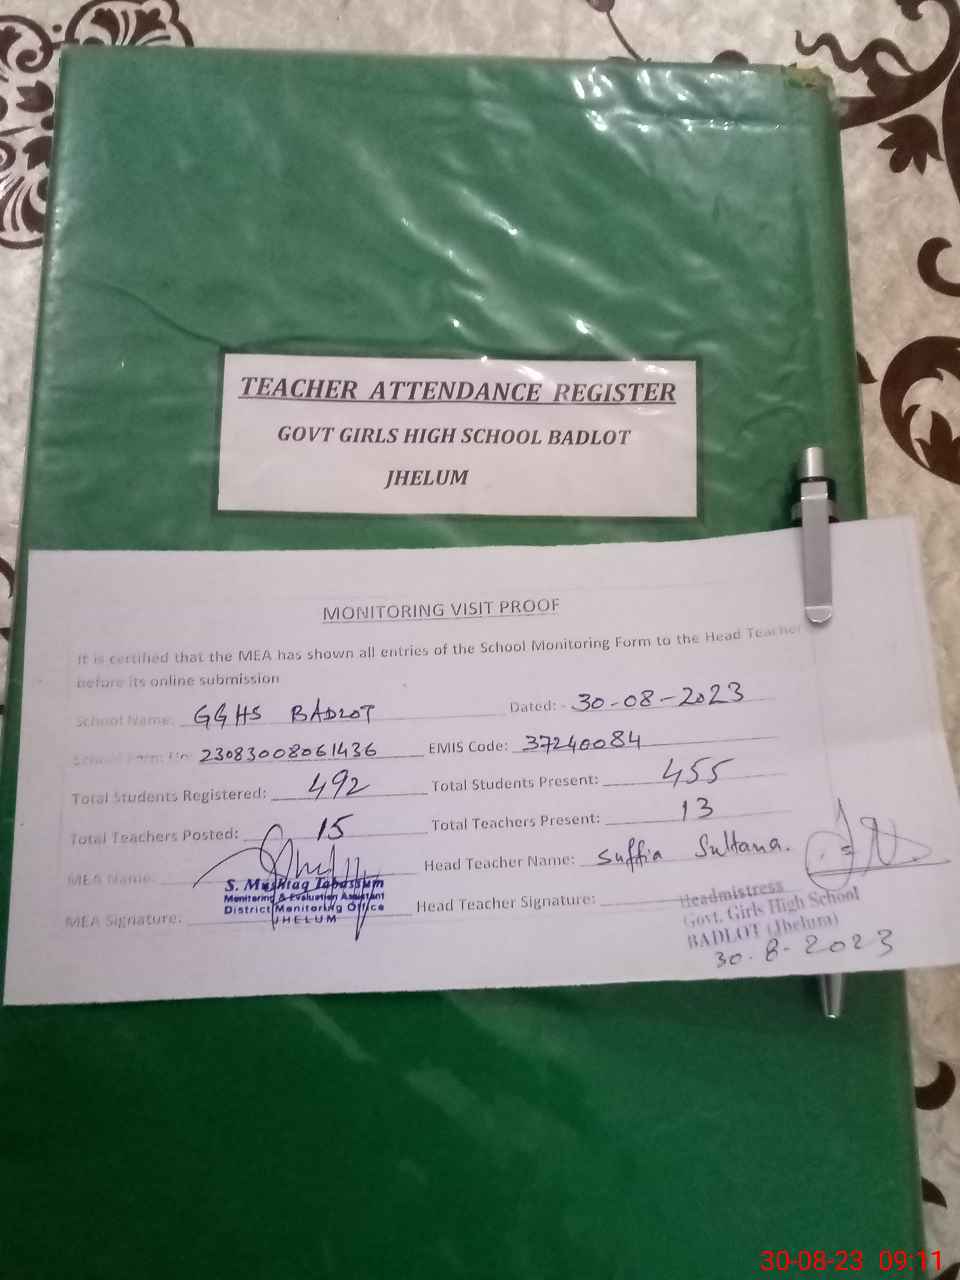 TEACHER ATTENDANCE REGISTER
GOVT GIRLS HIGH SCHOOL BADLOT
JHELUM
MONITORING VISIT PROOF
It is certified that the MEA has shown all entries of the School Monitoring Form to the Head Teacher
before its online submission
School Name: GGHS BADLOT Dated: - 30-08-2023
School Form No: 23083008061436 EMIS Code: 37240084
Total Students Registered: 492 Total Students Present: 455
Total Teachers Posted: 15 Total Teachers Present: 13
MEA Name: Head Teacher Name: Suffia Sultana.
S. Mushtaq Tabassum
Monitoring & Evaluation Assistant
District Monitoring Office
JHELUM
MEA Signature: Head Teacher Signature:
Headmistress
Govt. Girls High School
BADLOT (Jhelum)
30-8-2023
30-08-23 09:11